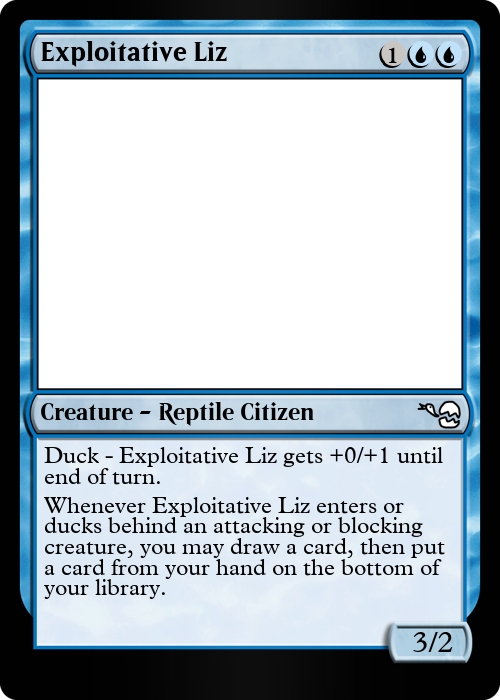 Exploitative Liz
1
Creature – Reptile Citizen
Duck - Exploitative Liz gets +0/+1 until
end of turn.
Whenever Exploitative Liz enters or
ducks behind an attacking or blocking
creature, you may draw a card, then put
a card from your hand on the bottom of
your library.
3/2